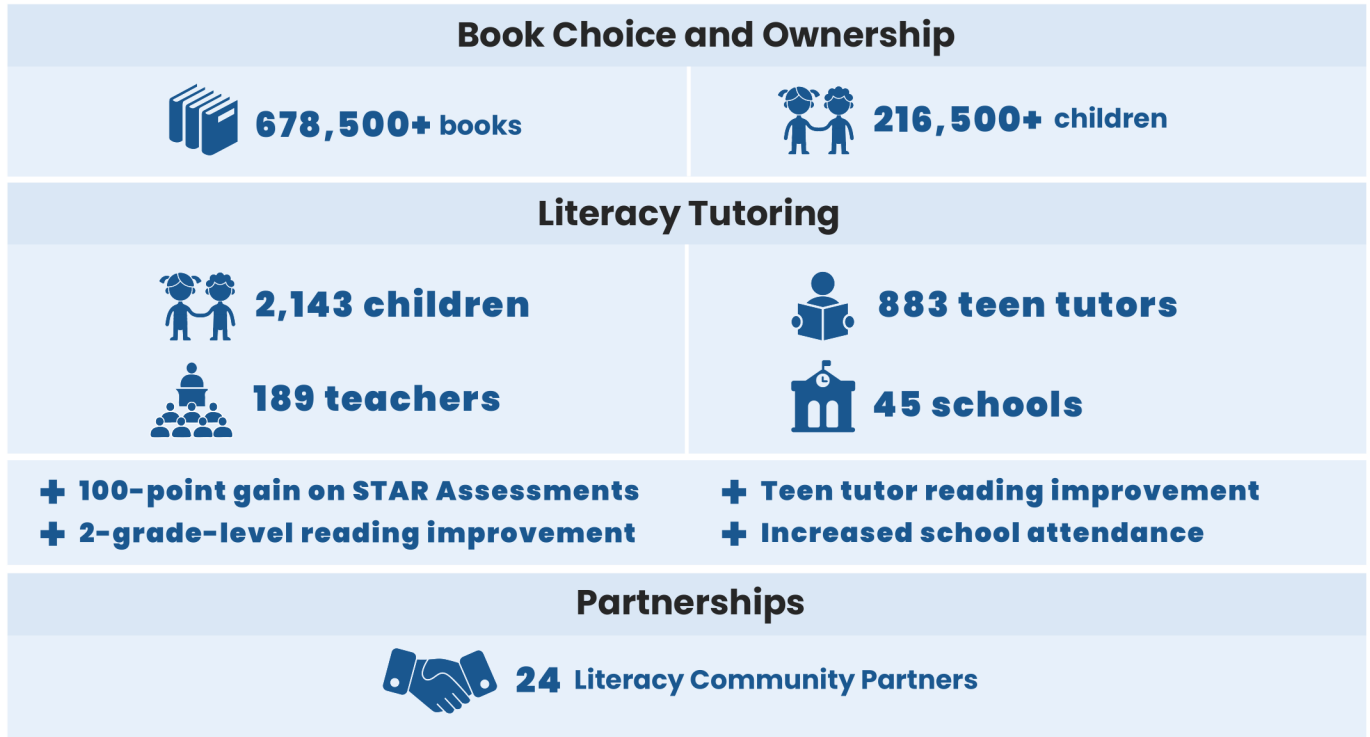 Book Choice and Ownership
678,500+ books
216,500+ children
Literacy Tutoring
2,143 children
883 teen tutors
189 teachers
45 schools
+ 100-point gain on STAR Assessments
+ Teen tutor reading improvement
+ 2-grade-level reading improvement
+ Increased school attendance
Partnerships
24 Literacy Community Partners